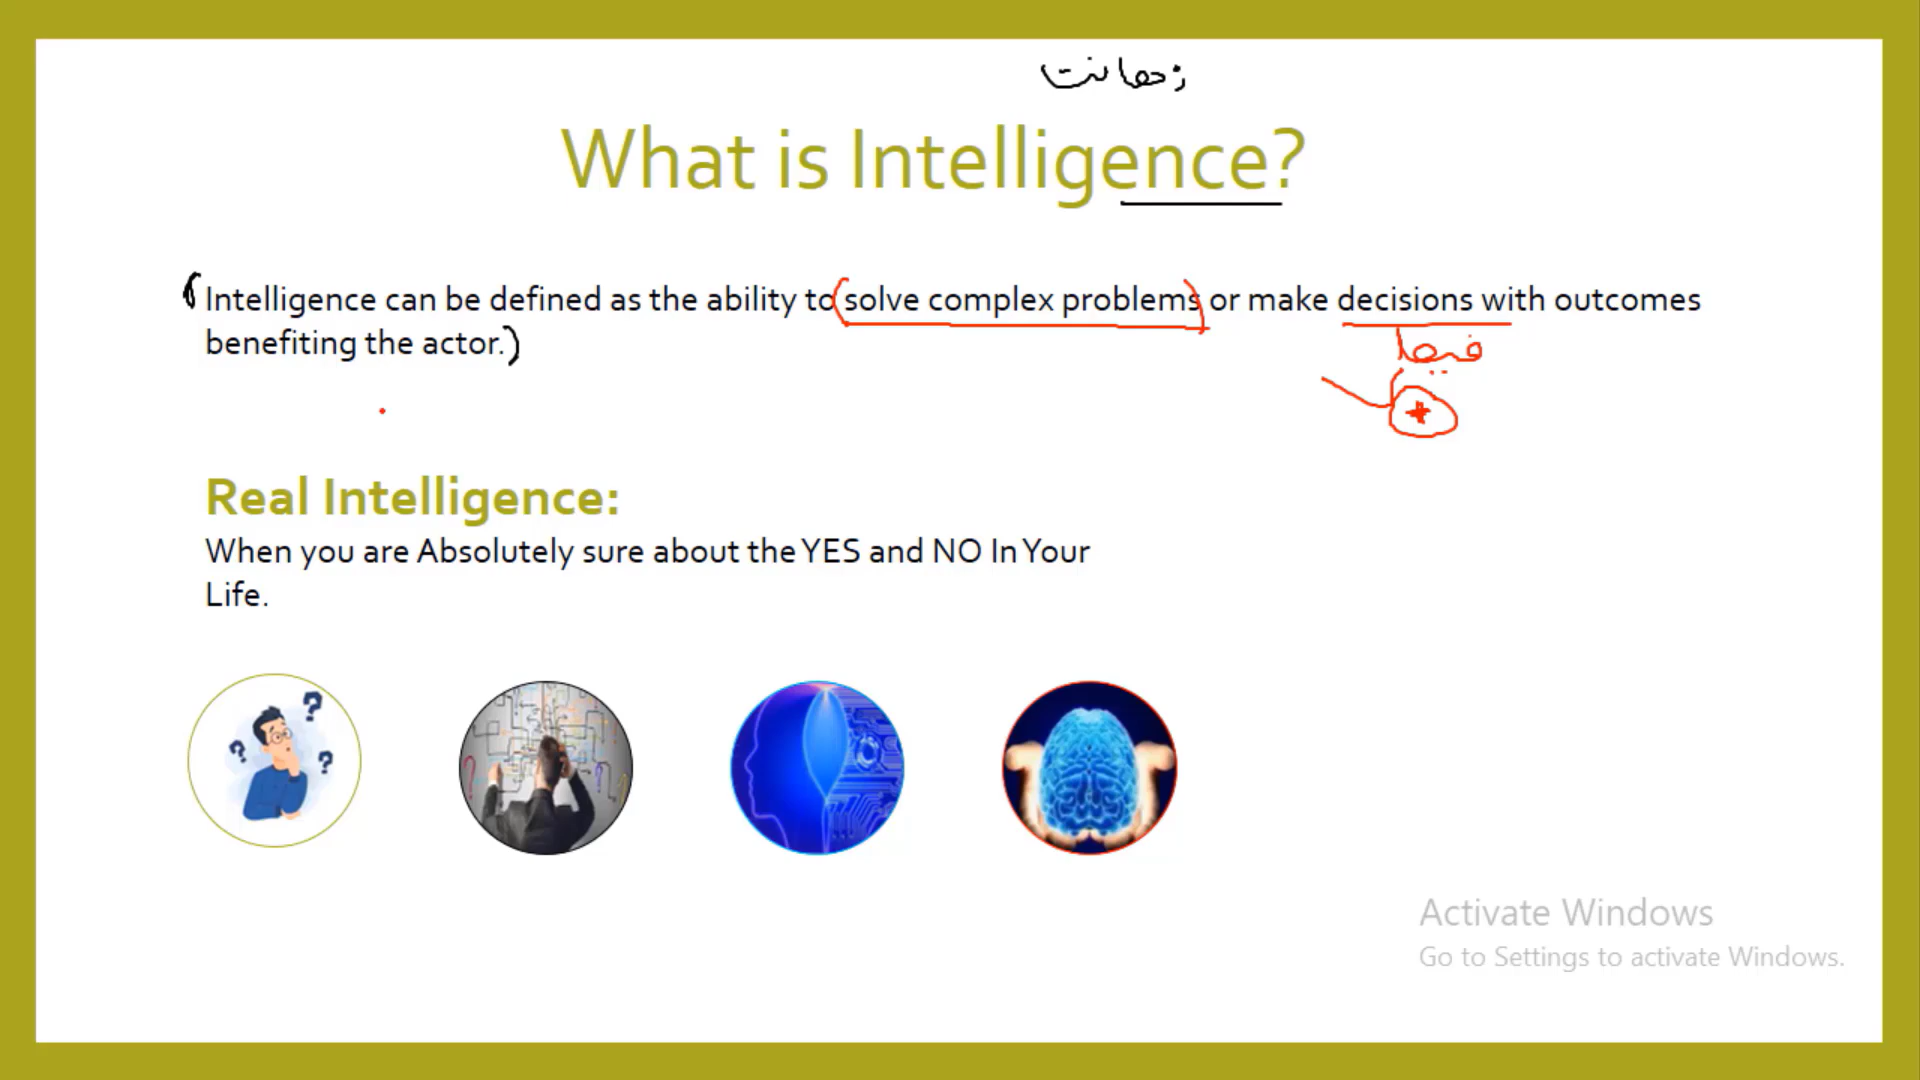 ذھانت
What is Intelligence?
Intelligence can be defined as the ability to (solve complex problems) or make decisions with outcomes
benefiting the actor.)
+
Real Intelligence:
When you are Absolutely sure about the YES and NO In Your
Life.
Activate Windows
Go to Settings to activate Windows.